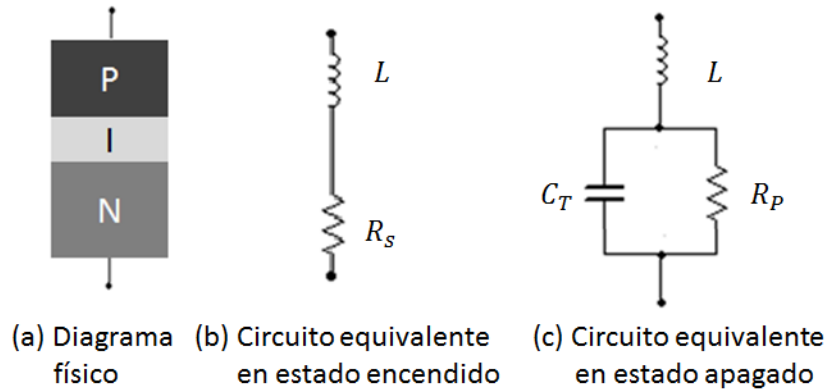 P
I
N
L
R_s
L
C_T
R_P
(a) Diagrama
físico
(b) Circuito equivalente
en estado encendido
(c) Circuito equivalente
en estado apagado